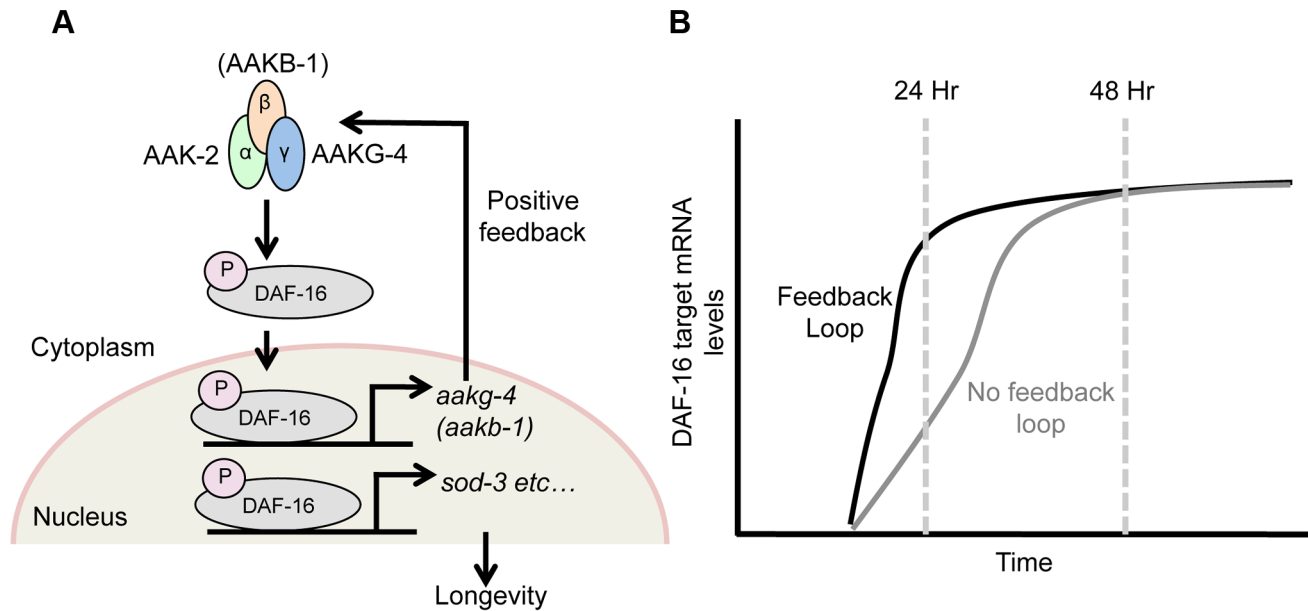 A
(AAKB-1)
β
AAK-2
α
γ
AAKG-4
Positive
feedback
P
DAF-16
Cytoplasm
P
DAF-16
aakg-4
(aakb-1)
P
DAF-16
sod-3 etc…
Nucleus
Longevity
B
24 Hr
48 Hr
DAF-16 target mRNA
levels
Feedback
Loop
No feedback
loop
Time